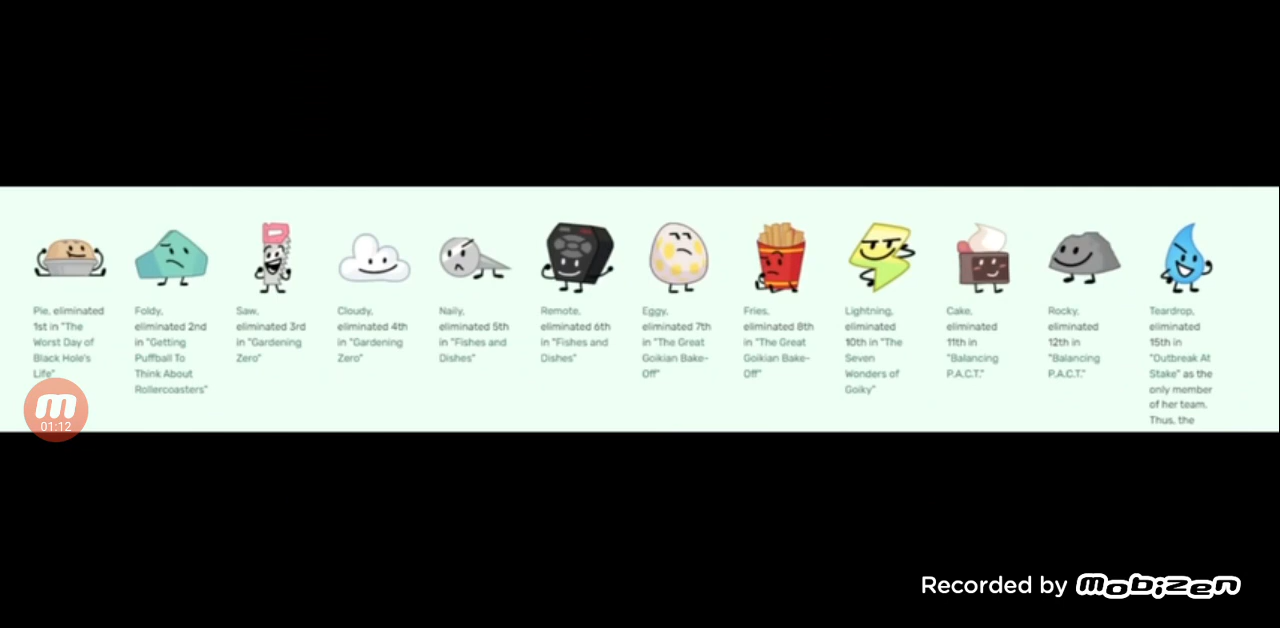 Pie, eliminated
1st in "The
Worst Day of
Black Hole's
Life"
Foldy,
eliminated 2nd
in "Getting
Puffball To
Think About
Rollercoasters"
Saw,
eliminated 3rd
in "Gardening
Zero"
Cloudy,
eliminated 4th
in "Gardening
Zero"
Naily,
eliminated 5th
in "Fishes and
Dishes"
Remote,
eliminated 6th
in "Fishes and
Dishes"
Eggy,
eliminated 7th
in "The Great
Goikian Bake-
Off"
Fries,
eliminated 8th
in "The Great
Goikian Bake-
Off"
Lightning,
eliminated
10th in "The
Seven
Wonders of
Goiky"
Cake,
eliminated
11th in
"Balancing
P.A.C.T."
Rocky,
eliminated
12th in
"Balancing
P.A.C.T."
Teardrop,
eliminated
15th in
"Outbreak At
Stake" as the
only member
of her team.
Thus, the
01:12
Recorded by mobizen